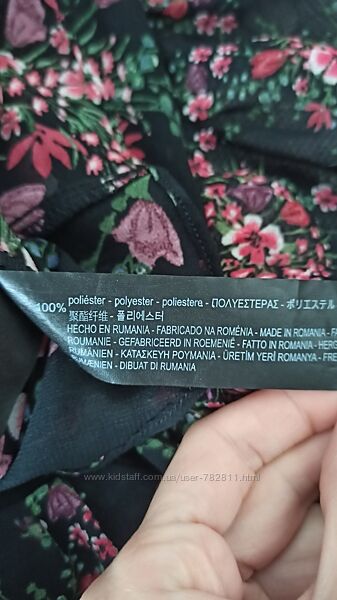 100% poliéster - polyester - poliestera - ΠΟΛΥΕΣΤΕΡΑΣ - ポリエステル
聚酯纤维 - 폴리에스터
HECHO EN RUMANIA - FABRICADO NA ROMÉNIA - MADE IN ROMANIA - FA
ROUMANIE - GEFABRICEERD IN ROEMENIË - FATTO IN ROMANIA - HERG
RUMÄNIEN - ΚΑΤΑΣΚΕΥΗ ΡΟΥΜΑΝΙΑ - ÜRETİM YERİ ROMANYA - FRE
MÆNIEN - DIBUAT DI RUMANIA
www.kidstaff.com.ua/user-782811.html